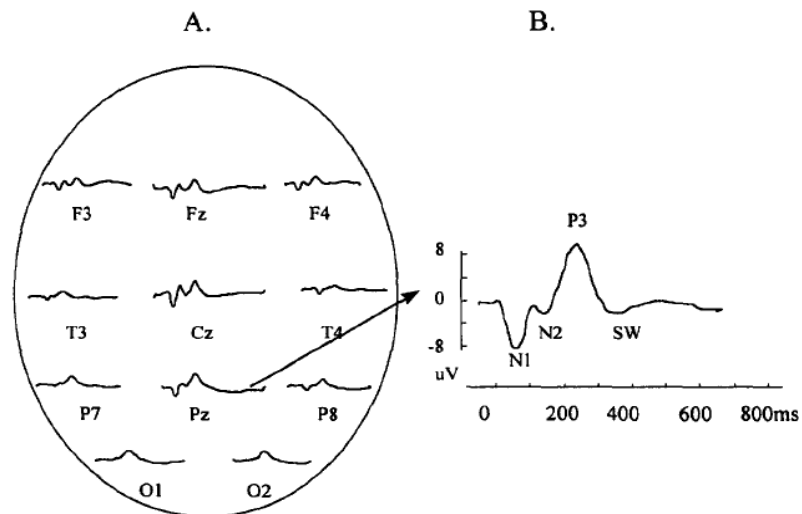 A. B.
F3 Fz F4
T3 Cz T4
P7 Pz P8
O1 O2
P3
8
0
N2 SW
-8
N1
uV
0 200 400 600 800ms